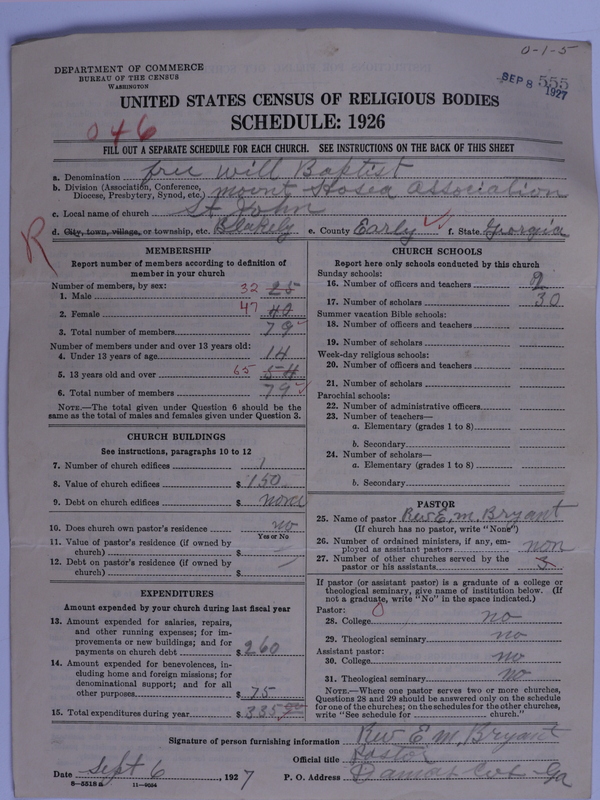 0-1-5
DEPARTMENT OF COMMERCE
BUREAU OF THE CENSUS
WASHINGTON
SEP 8 1927
555
UNITED STATES CENSUS OF RELIGIOUS BODIES
SCHEDULE: 1926
046
FILL OUT A SEPARATE SCHEDULE FOR EACH CHURCH. SEE INSTRUCTIONS ON THE BACK OF THIS SHEET
a. Denomination free Will Baptist
b. Division (Association, Conference, Diocese, Presbytery, Synod, etc.) mount Hosea Association
c. Local name of church St John
d. City, town, village, or township, etc. Blakely e. County Early f. State Georgia
R
MEMBERSHIP
Report number of members according to definition of
member in your church
Number of members, by sex:
1. Male 32 25
2. Female 47 40
3. Total number of members 79
Number of members under and over 13 years old:
4. Under 13 years of age 14
5. 13 years old and over 65 54
6. Total number of members 79
NOTE.—The total given under Question 6 should be the
same as the total of males and females given under Question 3.
CHURCH BUILDINGS
See instructions, paragraphs 10 to 12
7. Number of church edifices 1
8. Value of church edifices $ 150
9. Debt on church edifices $ none
10. Does church own pastor's residence no
Yes or No
11. Value of pastor's residence (if owned by
church) $
12. Debt on pastor's residence (if owned by
church) $
EXPENDITURES
Amount expended by your church during last fiscal year
13. Amount expended for salaries, repairs,
and other running expenses; for im-
provements or new buildings; and for
payments on church debt $ 260
14. Amount expended for benevolences, in-
cluding home and foreign missions; for
denominational support; and for all
other purposes $ 75
15. Total expenditures during year $ 335.00
CHURCH SCHOOLS
Report here only schools conducted by this church
Sunday schools:
16. Number of officers and teachers 2
17. Number of scholars 30
Summer vacation Bible schools:
18. Number of officers and teachers
19. Number of scholars
Week-day religious schools:
20. Number of officers and teachers
21. Number of scholars
Parochial schools:
22. Number of administrative officers
23. Number of teachers—
a. Elementary (grades 1 to 8)
b. Secondary
24. Number of scholars—
a. Elementary (grades 1 to 8)
b. Secondary
PASTOR
25. Name of pastor Rev E. M. Bryant
(If church has no pastor, write "None")
26. Number of ordained ministers, if any, em-
ployed as assistant pastors non
27. Number of other churches served by the
pastor or his assistants 3
If pastor (or assistant pastor) is a graduate of a college or
theological seminary, give name of institution below. (If
not a graduate, write "No" in the space indicated.)
Pastor:
28. College no
29. Theological seminary no
Assistant pastor:
30. College no
31. Theological seminary no
NOTE.—Where one pastor serves two or more churches,
Questions 28 and 29 should be answered only on the schedule
for one of the churches; on the schedules for the other churches,
write "See schedule for church."
Signature of person furnishing information Rev E M. Bryant
Official title Pastor
Date Sept 6, 1927 P. O. Address Damascus Ga
8—5518a 11—9024